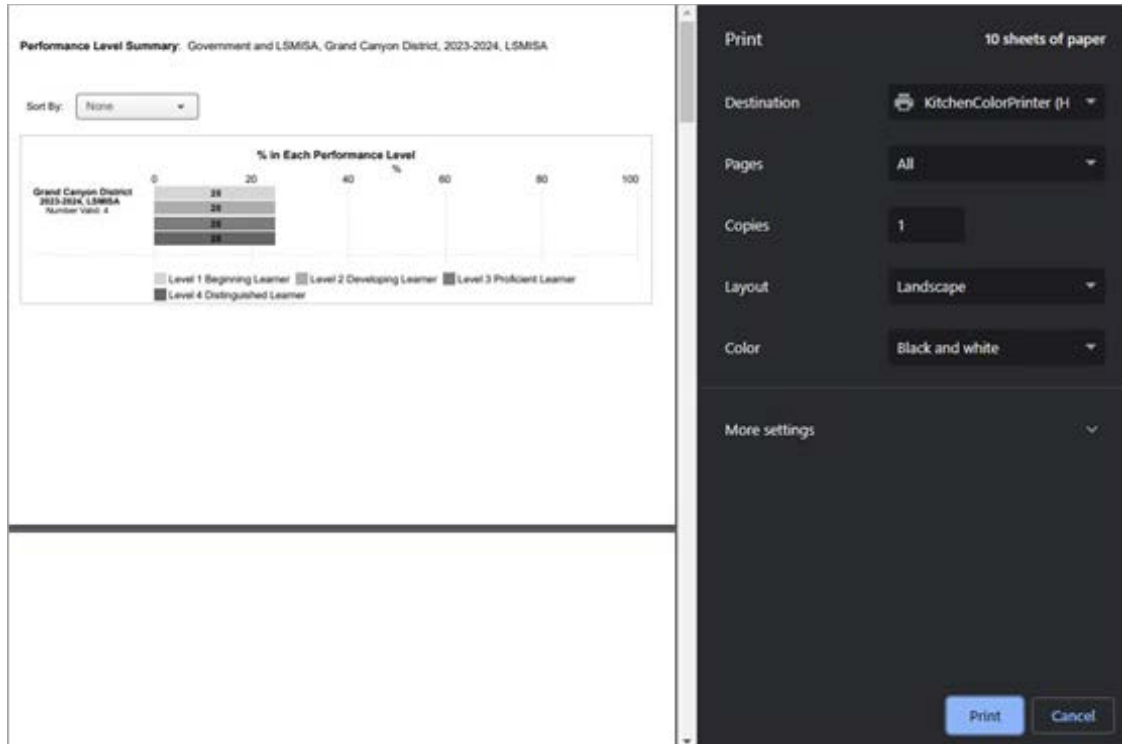 Performance Level Summary: Government and LSMISA, Grand Canyon District, 2023-2024, LSMISA
Sort By: None
% in Each Performance Level
%
0 20 40 60 80 100
Grand Canyon District
2023-2024, LSMISA
Number Valid: 4
25
25
25
25
Level 1 Beginning Learner Level 2 Developing Learner Level 3 Proficient Learner
Level 4 Distinguished Learner
Print 10 sheets of paper
Destination KitchenColorPrinter (H
Pages All
Copies 1
Layout Landscape
Color Black and white
More settings
Print Cancel